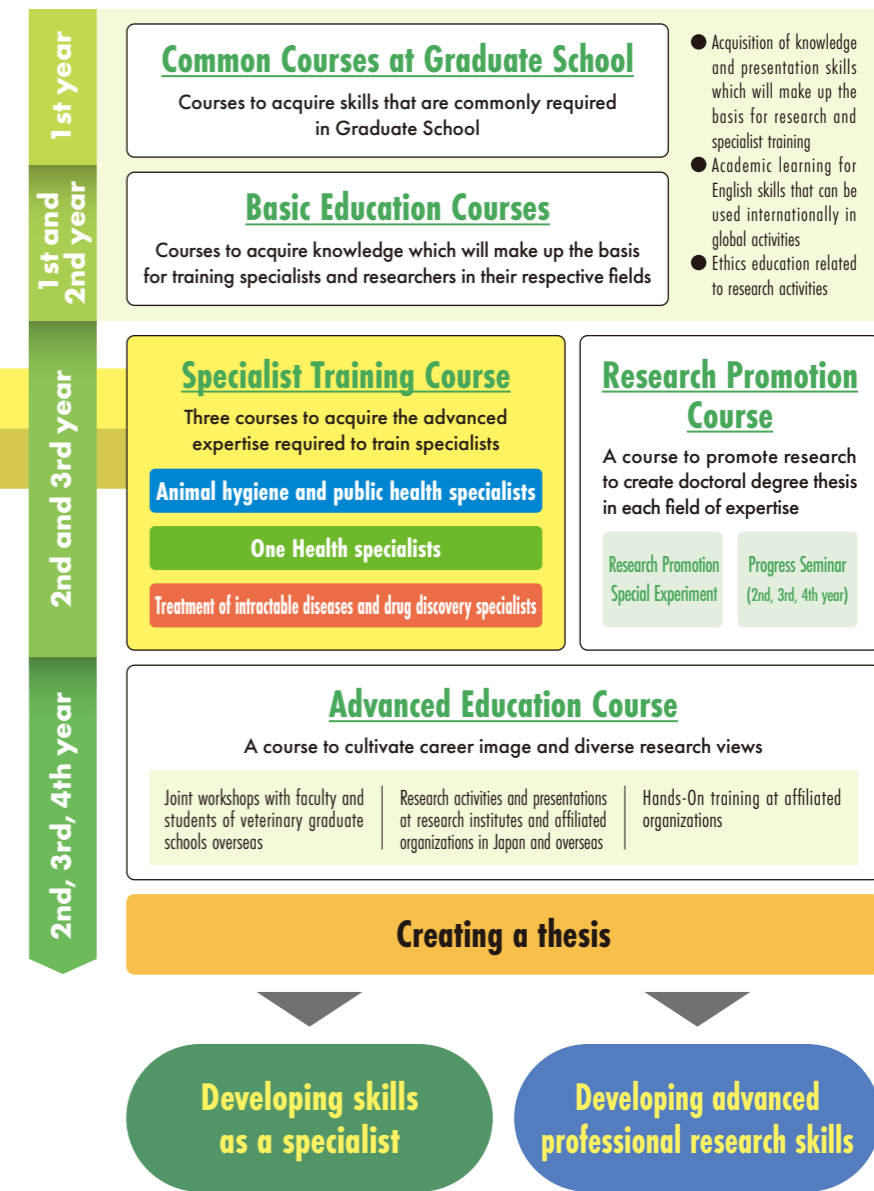 1st year
Common Courses at Graduate School
Courses to acquire skills that are commonly required
in Graduate School
● Acquisition of knowledge
and presentation skills
which will make up the
basis for research and
specialist training
● Academic learning for
English skills that can be
used internationally in
global activities
● Ethics education related
to research activities
1st and
2nd year
Basic Education Courses
Courses to acquire knowledge which will make up the basis
for training specialists and researchers in their respective fields
2nd and 3rd year
Specialist Training Course
Three courses to acquire the advanced
expertise required to train specialists
Animal hygiene and public health specialists
One Health specialists
Treatment of intractable diseases and drug discovery specialists
Research Promotion
Course
A course to promote research
to create doctoral degree thesis
in each field of expertise
Research Promotion
Special Experiment
Progress Seminar
(2nd, 3rd, 4th year)
2nd, 3rd, 4th year
Advanced Education Course
A course to cultivate career image and diverse research views
Joint workshops with faculty and
students of veterinary graduate
schools overseas
Research activities and presentations
at research institutes and affiliated
organizations in Japan and overseas
Hands-On training at affiliated
organizations
Creating a thesis
Developing skills
as a specialist
Developing advanced
professional research skills